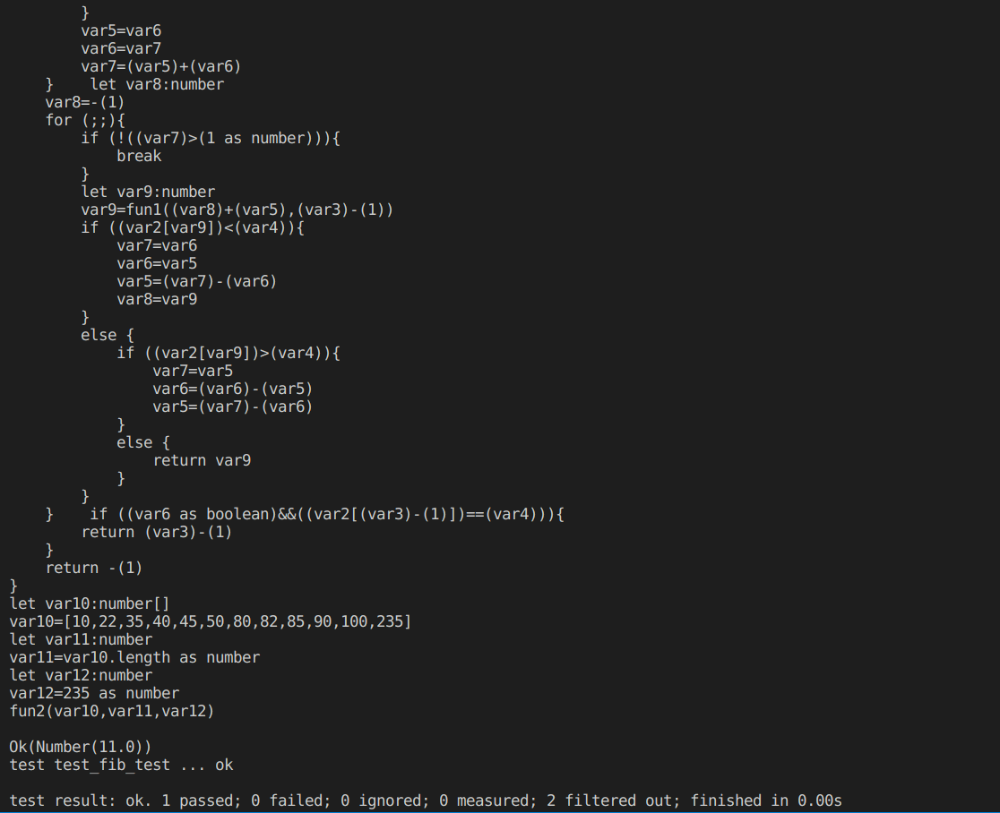 }
        var5=var6
        var6=var7
        var7=(var5)+(var6)
    }    let var8:number
    var8=-(1)
    for (;;){
        if (!((var7)>(1 as number))){
            break
        }
        let var9:number
        var9=fun1((var8)+(var5),(var3)-(1))
        if ((var2[var9])<(var4)){
            var7=var6
            var6=var5
            var5=(var7)-(var6)
            var8=var9
        }
        else {
            if ((var2[var9])>(var4)){
                var7=var5
                var6=(var6)-(var5)
                var5=(var7)-(var6)
            }
            else {
                return var9
            }
        }
    }    if ((var6 as boolean)&&((var2[(var3)-(1)])==(var4))){
        return (var3)-(1)
    }
    return -(1)
}
let var10:number[]
var10=[10,22,35,40,45,50,80,82,85,90,100,235]
let var11:number
var11=var10.length as number
let var12:number
var12=235 as number
fun2(var10,var11,var12)

Ok(Number(11.0))
test test_fib_test ... ok

test result: ok. 1 passed; 0 failed; 0 ignored; 0 measured; 2 filtered out; finished in 0.00s